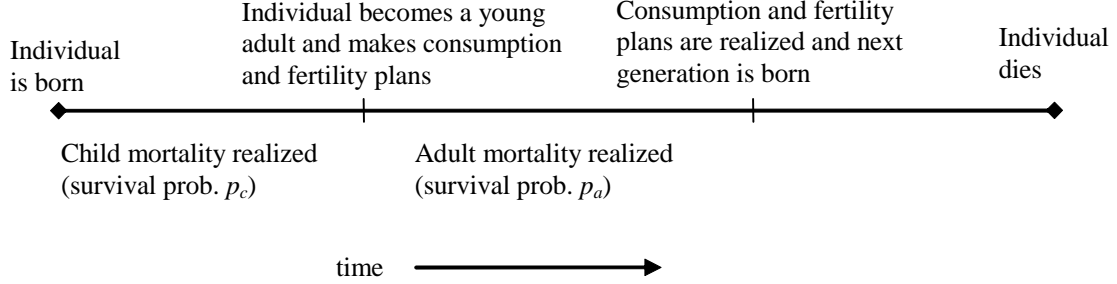 Individual
is born
Individual becomes a young
adult and makes consumption
and fertility plans
Consumption and fertility
plans are realized and next
generation is born
Individual
dies
Child mortality realized
(survival prob. pc)
Adult mortality realized
(survival prob. pa)
time